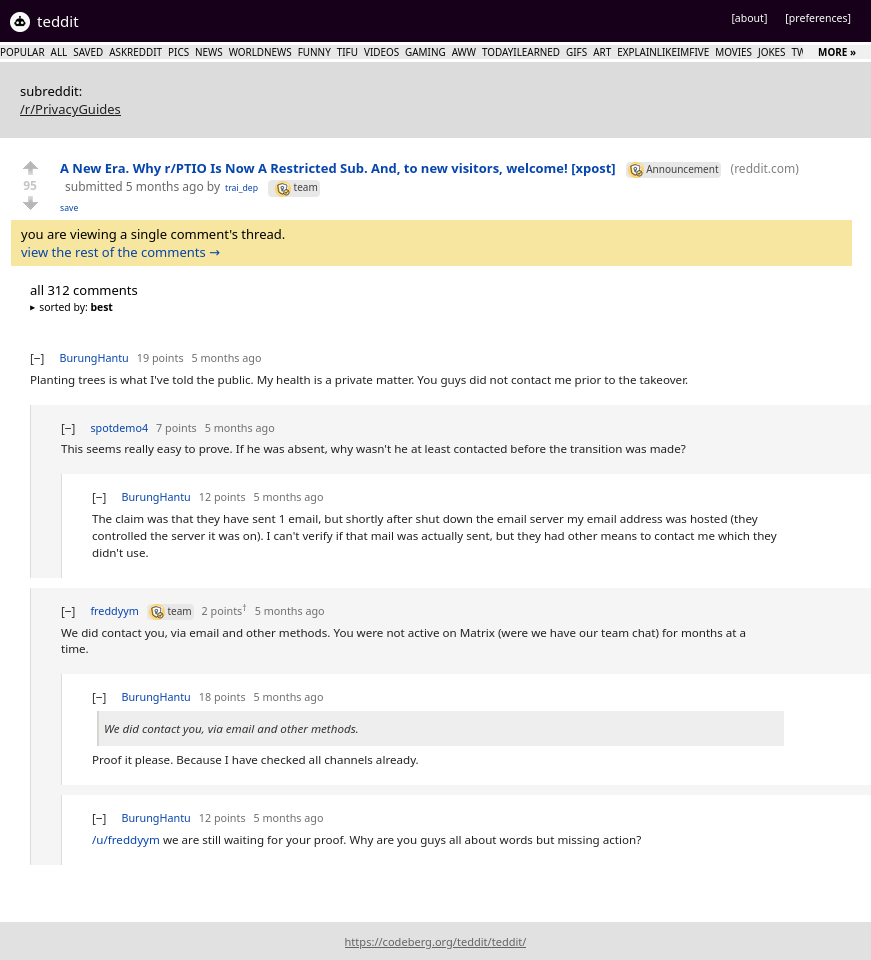 teddit [about] [preferences]
POPULAR ALL SAVED ASKREDDIT PICS NEWS WORLDNEWS FUNNY TIFU VIDEOS GAMING AWW TODAYILEARNED GIFS ART EXPLAINLIKEIMFIVE MOVIES JOKES TW MORE »
subreddit:
/r/PrivacyGuides
A New Era. Why r/PTIO Is Now A Restricted Sub. And, to new visitors, welcome! [xpost] Announcement (reddit.com)
95 submitted 5 months ago by trai_dep team
save
you are viewing a single comment's thread.
view the rest of the comments →
all 312 comments
▸ sorted by: best
[−] BurungHantu 19 points 5 months ago
Planting trees is what I've told the public. My health is a private matter. You guys did not contact me prior to the takeover.
[−] spotdemo4 7 points 5 months ago
This seems really easy to prove. If he was absent, why wasn't he at least contacted before the transition was made?
[−] BurungHantu 12 points 5 months ago
The claim was that they have sent 1 email, but shortly after shut down the email server my email address was hosted (they
controlled the server it was on). I can't verify if that mail was actually sent, but they had other means to contact me which they
didn't use.
[−] freddyym team 2 points† 5 months ago
We did contact you, via email and other methods. You were not active on Matrix (were we have our team chat) for months at a
time.
[−] BurungHantu 18 points 5 months ago
We did contact you, via email and other methods.
Proof it please. Because I have checked all channels already.
[−] BurungHantu 12 points 5 months ago
/u/freddyym we are still waiting for your proof. Why are you guys all about words but missing action?
https://codeberg.org/teddit/teddit/